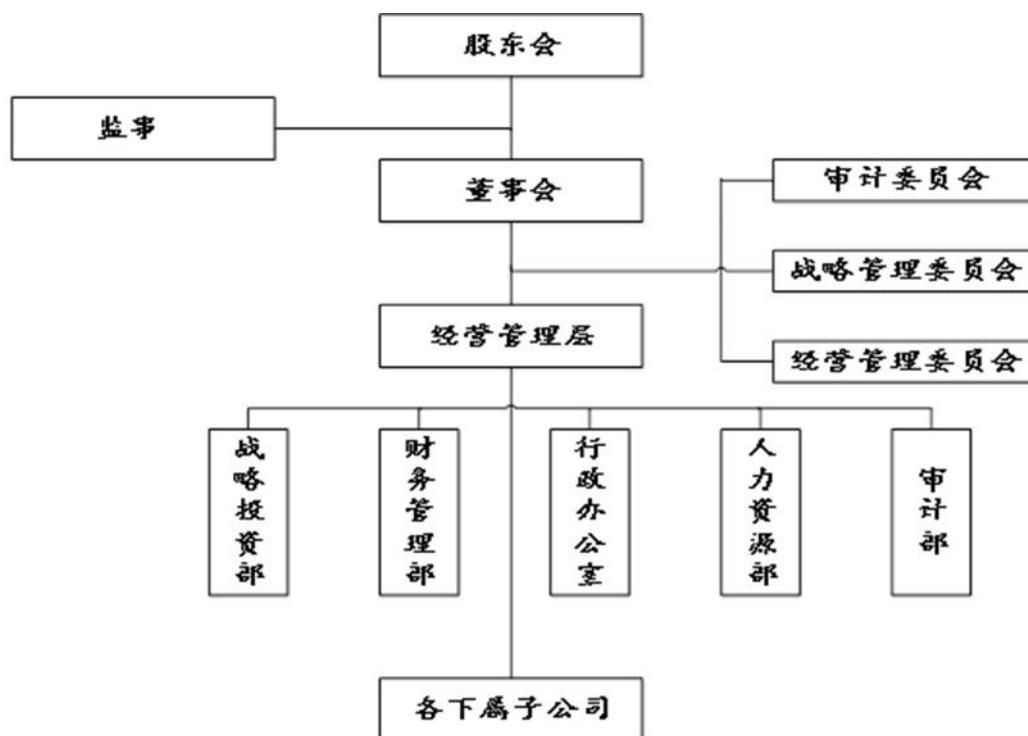 股东会
监事
董事会
审计委员会
战略管理委员会
经营管理层
经营管理委员会
战略投资部
财务管理部
行政办公室
人力资源部
审计部
各下属子公司